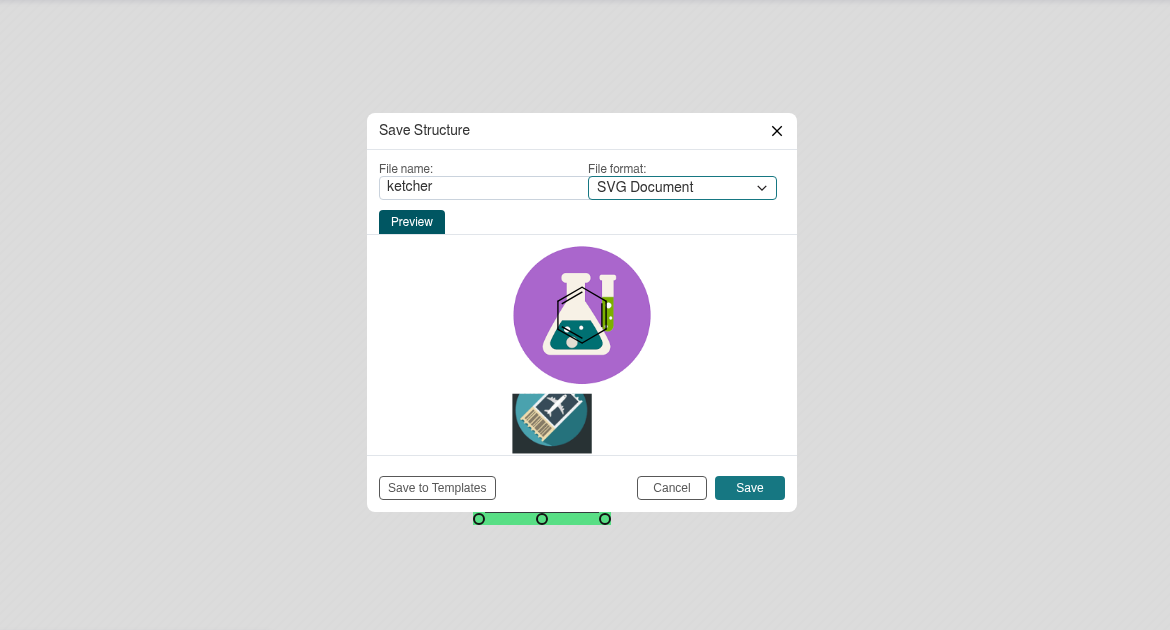 Save Structure
File name:
File format:
ketcher
SVG Document
Preview
Save to Templates
Cancel
Save